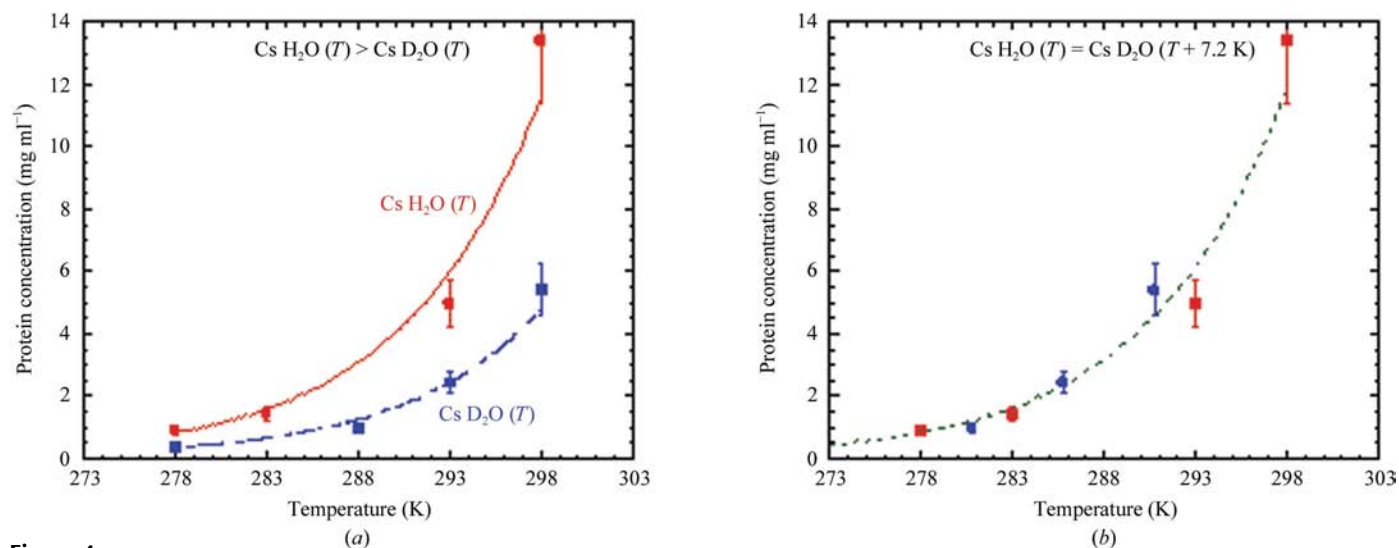 14
12
10
8
6
4
2
0
Protein concentration (mg ml⁻¹)
Cs H₂O (T) > Cs D₂O (T)
Cs H₂O (T)
Cs D₂O (T)
273 278 283 288 293 298 303
Temperature (K)
(a)
14
12
10
8
6
4
2
0
Protein concentration (mg ml⁻¹)
Cs H₂O (T) = Cs D₂O (T + 7.2 K)
273 278 283 288 293 298 303
Temperature (K)
(b)